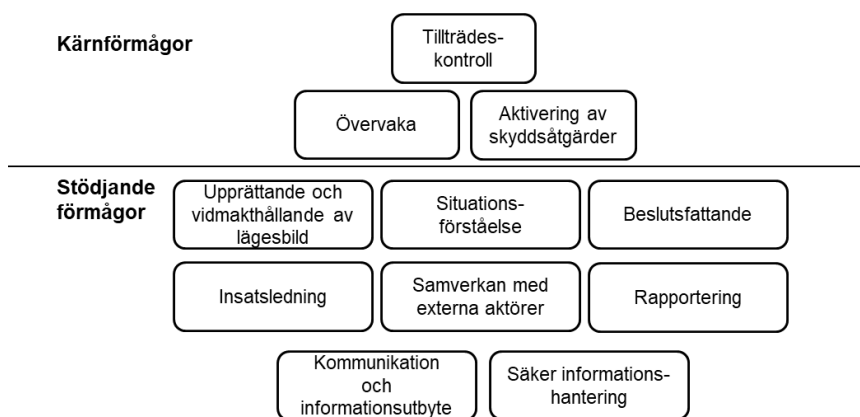 Kärnförmågor
Tillträdes-
kontroll
Övervaka
Aktivering av
skyddsåtgärder
Stödjande
förmågor
Upprättande och
vidmakthållande av
lägesbild
Situations-
förståelse
Beslutsfattande
Insatsledning
Samverkan med
externa aktörer
Rapportering
Kommunikation
och
informationsutbyte
Säker informations-
hantering